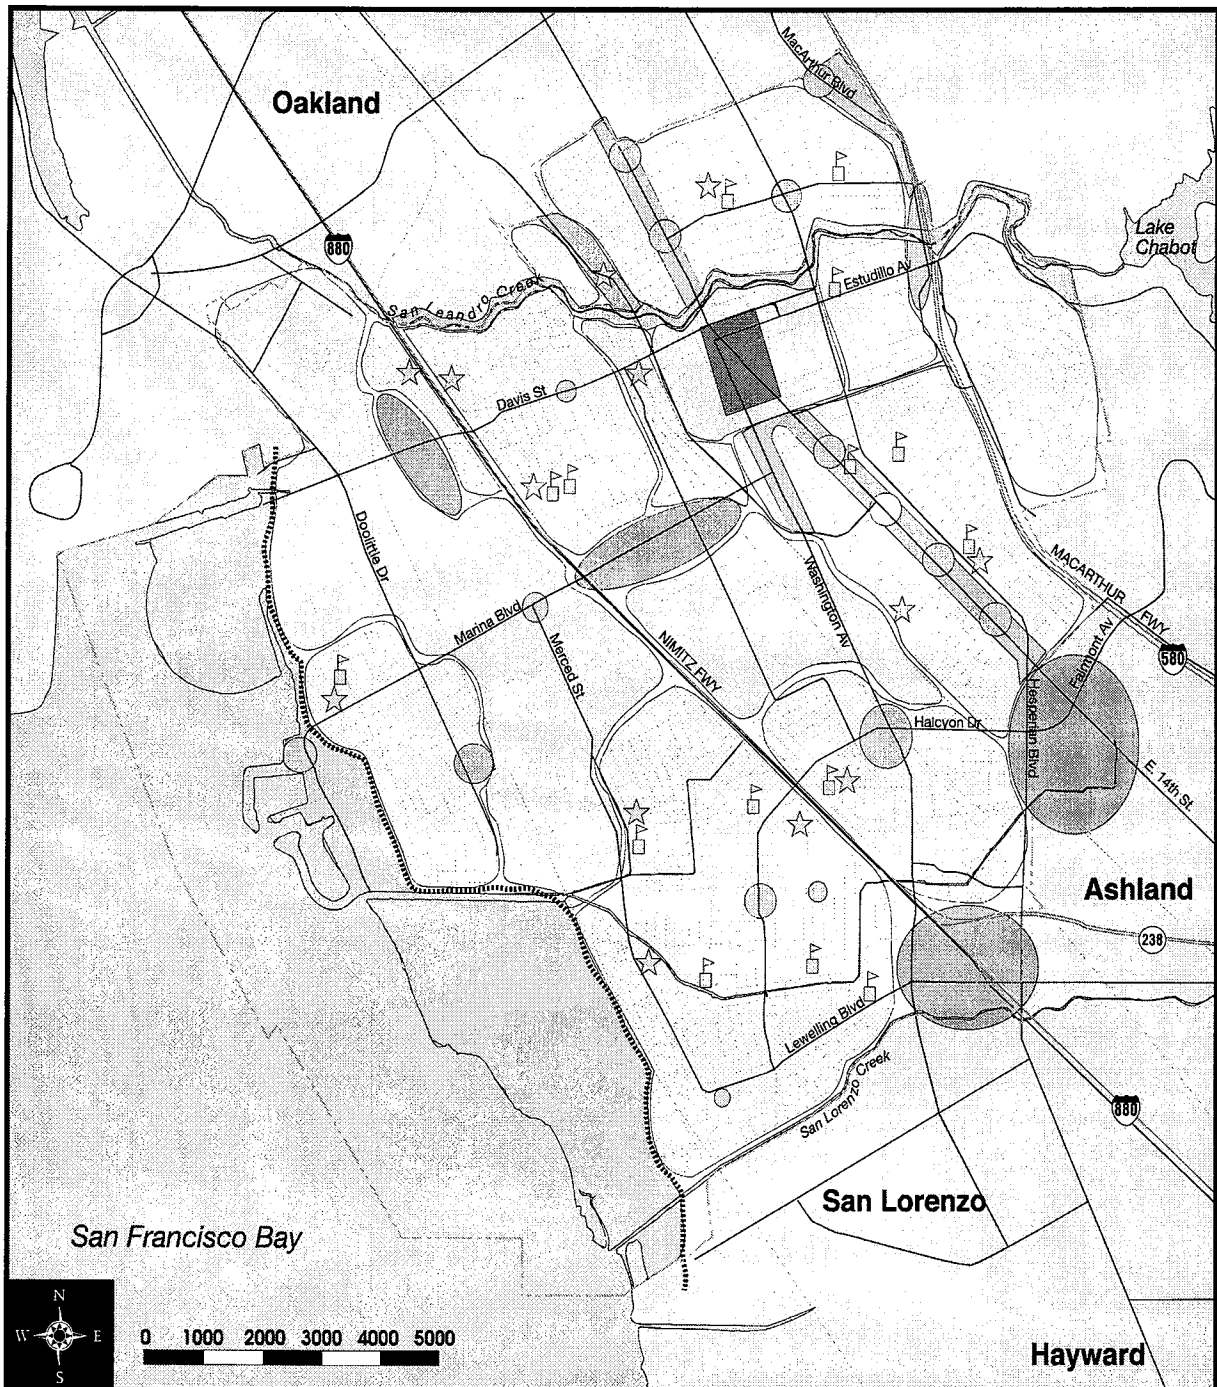 MacArthur Blvd
Oakland
Lake
Chabot
880
San Leandro Creek
Estudillo Av
Davis St
Doolittle Dr
Washington Av
MACARTHUR FWY
Marina Blvd
Merced St
NIMITZ FWY
Fairmont Av
580
Hesperian Blvd
Halcyon Dr
E. 14th St.
Ashland
238
Lewelling Blvd
San Lorenzo Creek
880
San Lorenzo
San Francisco Bay
N
W E
S
0 1000 2000 3000 4000 5000
Hayward